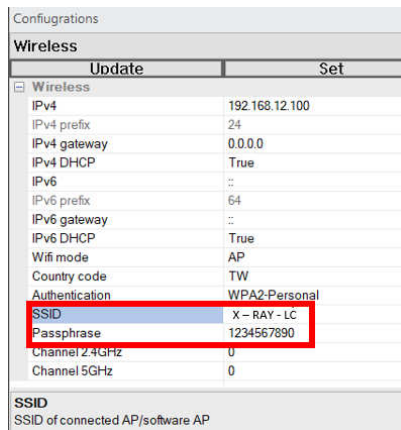 Confiugrations
Wireless
Update Set
Wireless
IPv4 192.168.12.100
IPv4 prefix 24
IPv4 gateway 0.0.0.0
IPv4 DHCP True
IPv6 ::
IPv6 prefix 64
IPv6 gateway ::
IPv6 DHCP True
Wifi mode AP
Country code TW
Authentication WPA2-Personal
SSID X – RAY - LC
Passphrase 1234567890
Channel 2.4GHz 0
Channel 5GHz 0
SSID
SSID of connected AP/software AP